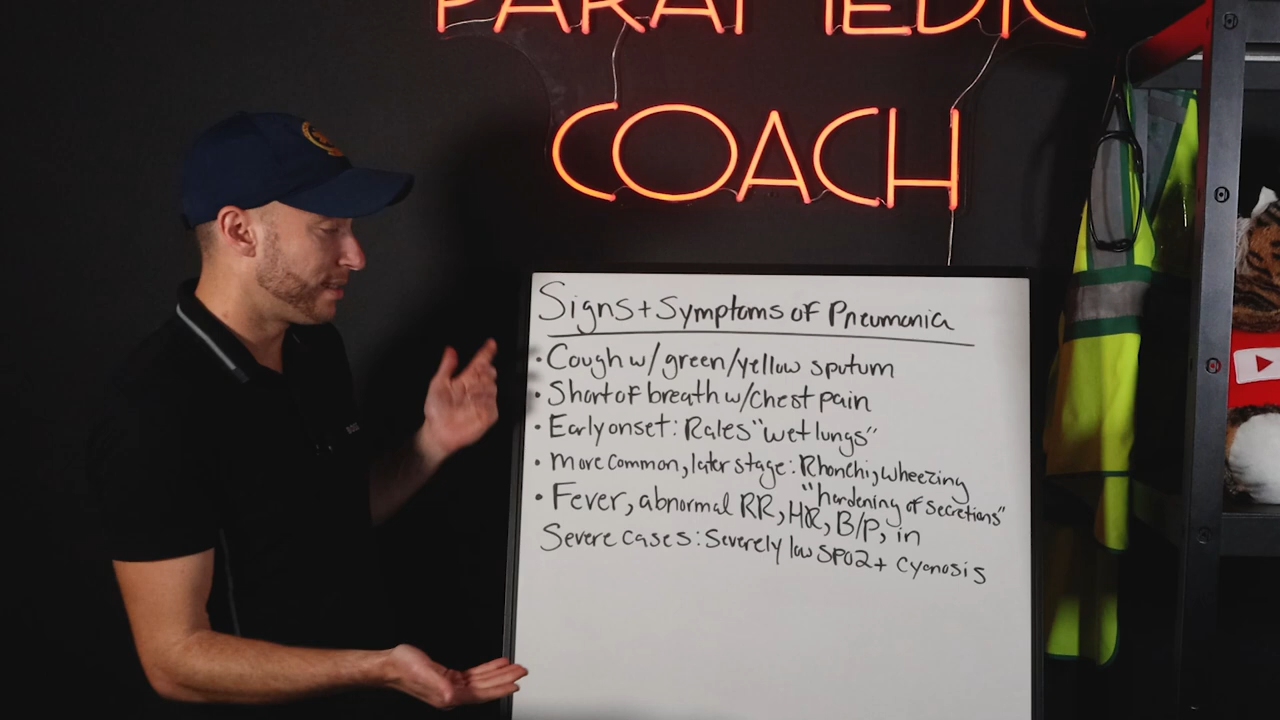 PARAMEDIC
COACH
Signs + Symptoms of Pneumonia
• Cough w/ green/yellow sputum
• Short of breath w/ Chest pain
• Early onset: Rales "wet lungs"
• More common, later stage: Rhonchi, wheezing
"hardening of secretions"
• Fever, abnormal RR, HR, B/P, in
Severe cases: Severely low SPO2 + cyanosis